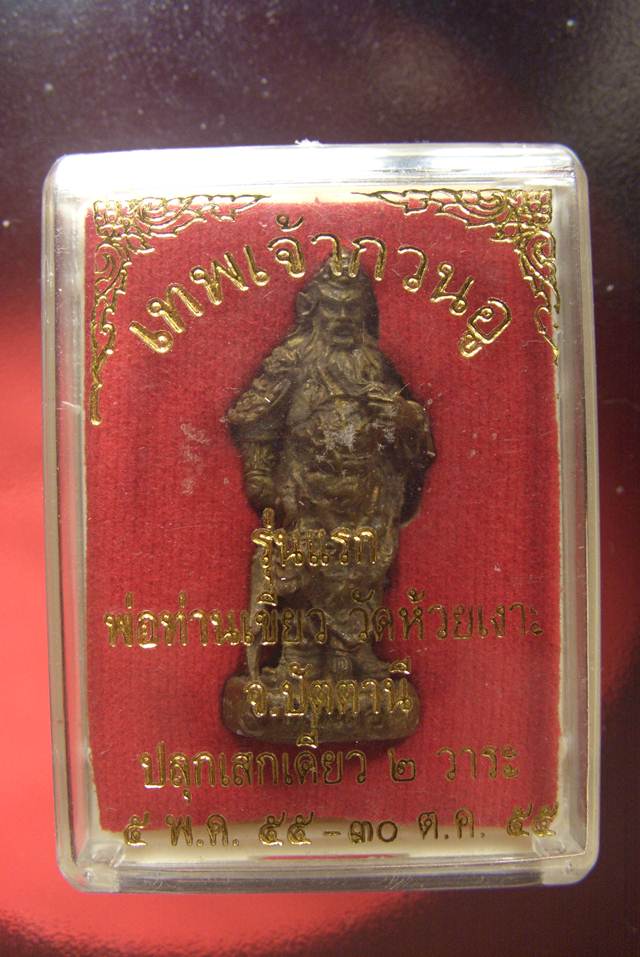 เทพเจ้ากวนอู
รุ่นแรก
พ่อท่านเขียว วัดห้วยเงาะ
จ.ปัตตานี
ปลุกเสกเดี่ยว ๒ วาระ
๕ พ.ค. ๕๕ - ๓๐ ต.ค. ๕๕